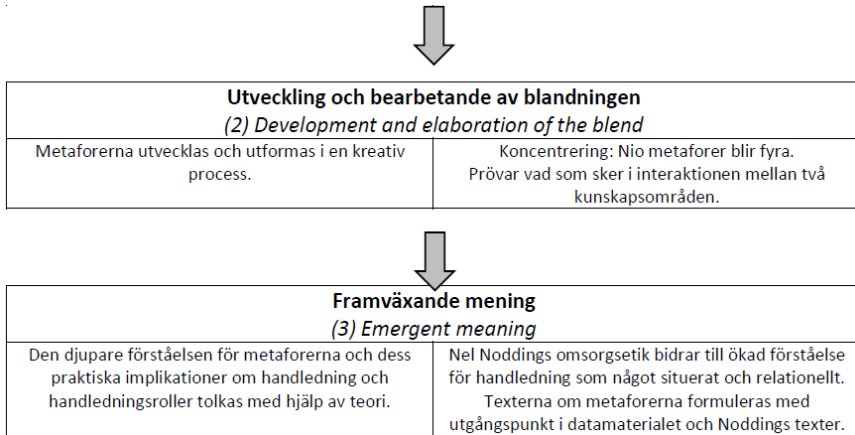 Utveckling och bearbetande av blandningen
(2) Development and elaboration of the blend
Metaforerna utvecklas och utformas i en kreativ
process.
Koncentrering: Nio metaforer blir fyra.
Prövar vad som sker i interaktionen mellan två
kunskapsområden.
Framväxande mening
(3) Emergent meaning
Den djupare förståelsen för metaforerna och dess
praktiska implikationer om handledning och
handledningsroller tolkas med hjälp av teori.
Nel Noddings omsorgsetik bidrar till ökad förståelse
för handledning som något situerat och relationellt.
Texterna om metaforerna formuleras med
utgångspunkt i datamaterialet och Noddings texter.